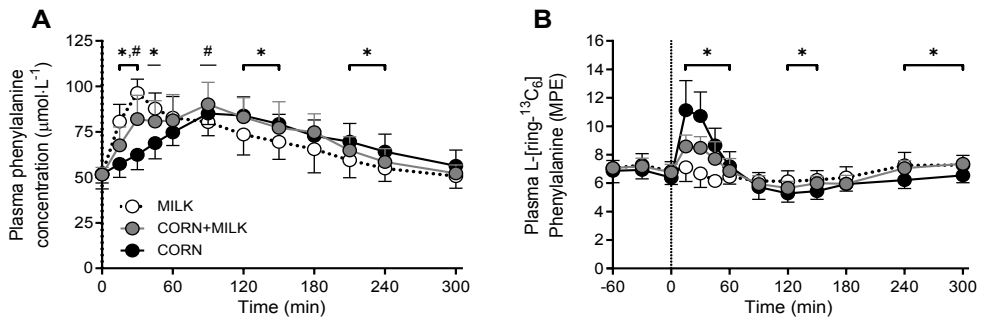 A
Plasma phenylalanine
concentration (μmol·L⁻¹)
125
100
75
50
25
0
*,# * # * *
MILK
CORN+MILK
CORN
0 60 120 180 240 300
Time (min)
B
Plasma L-[ring-¹³C₆]
Phenylalanine (MPE)
16
14
12
10
8
6
4
2
0
* * *
-60 0 60 120 180 240 300
Time (min)